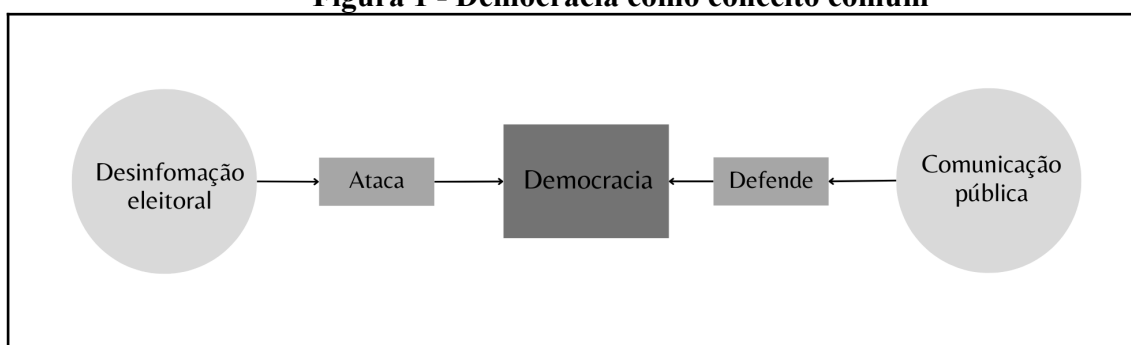 Figura 1 - Democracia como conceito comum
Desinfomação
eleitoral
Ataca
Democracia
Defende
Comunicação
pública